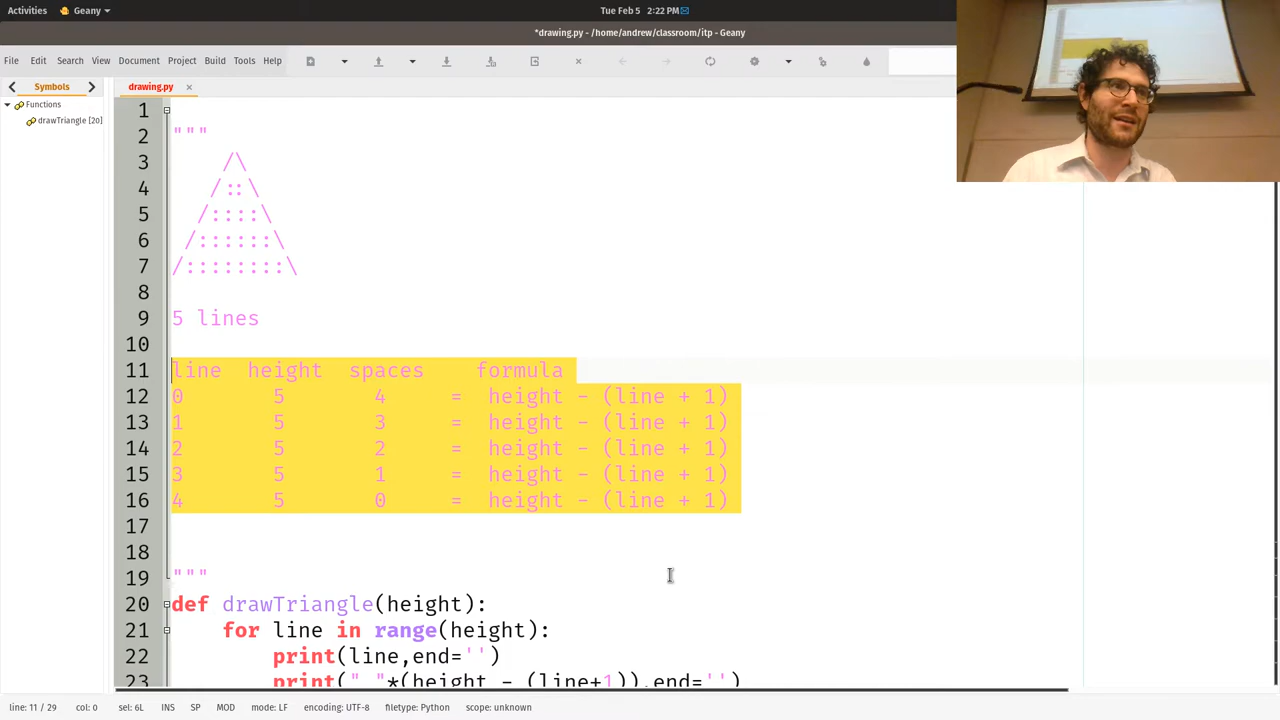 Activities Geany Tue Feb 5 2:22 PM
*drawing.py - /home/andrew/classroom/itp - Geany
File Edit Search View Document Project Build Tools Help
Symbols drawing.py ×
Functions
drawTriangle [20]
1
2 """
3     /\
4    /::\
5   /::::\
6  /::::::\
7 /::::::::\
8
9 5 lines
10
11 line  height  spaces    formula
12 0       5       4     =  height - (line + 1)
13 1       5       3     =  height - (line + 1)
14 2       5       2     =  height - (line + 1)
15 3       5       1     =  height - (line + 1)
16 4       5       0     =  height - (line + 1)
17
18
19 """
20 def drawTriangle(height):
21     for line in range(height):
22         print(line,end='')
23         print(" "*(height - (line+1)),end='')
line: 11 / 29 col: 0 sel: 6L INS SP MOD mode: LF encoding: UTF-8 filetype: Python scope: unknown